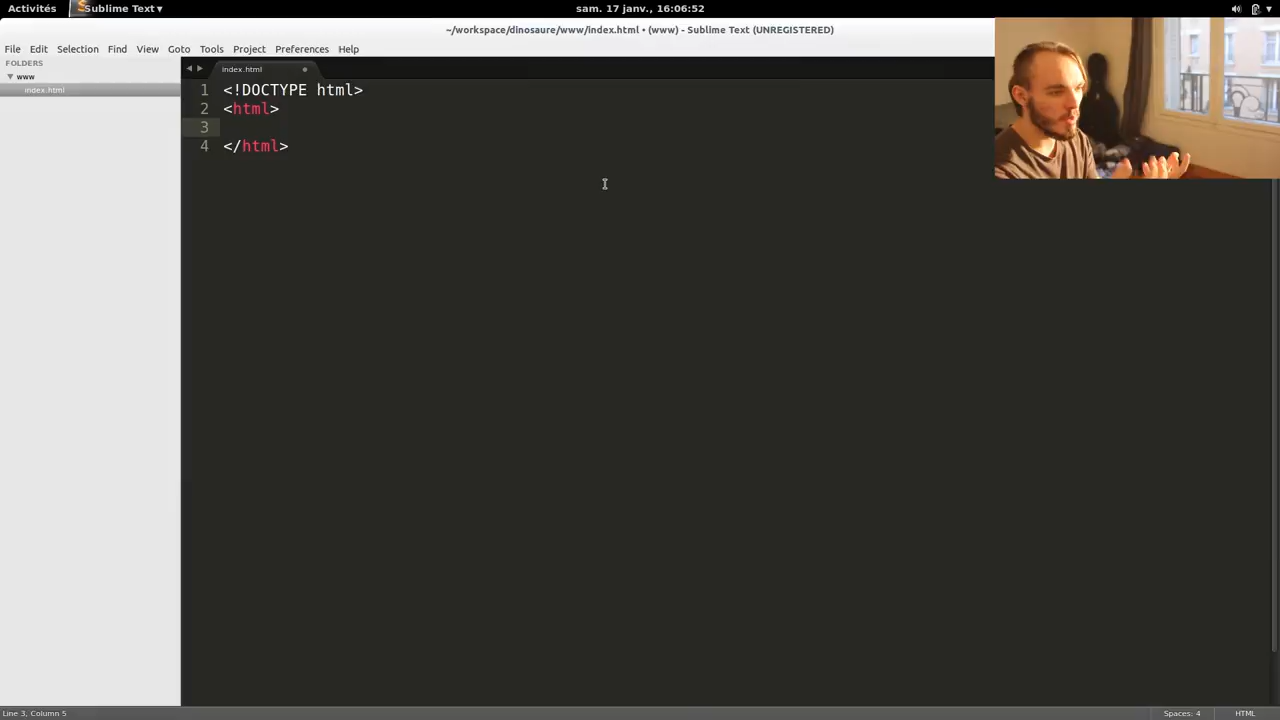 Activités
Sublime Text
sam. 17 janv., 16:06:52
~/workspace/dinosaure/www/index.html • (www) - Sublime Text (UNREGISTERED)
File Edit Selection Find View Goto Tools Project Preferences Help
FOLDERS
www
index.html
index.html
1 <!DOCTYPE html>
2 <html>
3
4 </html>
Line 3, Column 5
Spaces: 4
HTML